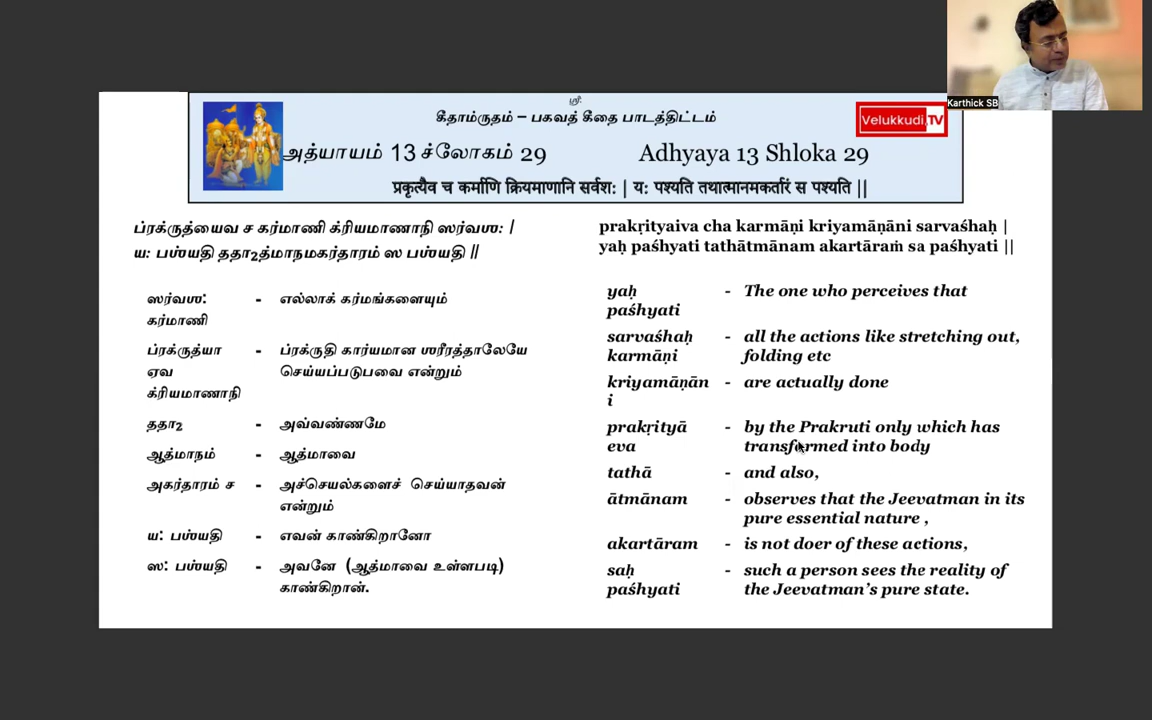 Karthick SB
ஸ்ரீ:
கீதாம்ருதம் – பகவத் கீதை பாடத்திட்டம்
Velukkudi.TV
அத்யாயம் 13 ச்லோகம் 29
Adhyaya 13 Shloka 29
प्रकृत्यैव च कर्माणि क्रियमाणानि सर्वश: | य: पश्यति तथात्मानमकर्तारं स पश्यति ||
ப்ரக்ருத்யைவ ச கர்மாணி க்ரியமாணாநி ஸர்வஶ: |
ய: பஶ்யதி ததா₂த்மாநமகர்தாரம் ஸ பஶ்யதி ||
ஸர்வஶ: - எல்லாக் கர்மங்களையும்
கர்மாணி
ப்ரக்ருத்யா - ப்ரக்ருதி கார்யமான ஶரீரத்தாலேயே
ஏவ செய்யப்படுபவை என்றும்
க்ரியமாணாநி
ததா₂ - அவ்வண்ணமே
ஆத்மாநம் - ஆத்மாவை
அகர்தாரம் ச - அச்செயல்களைச் செய்யாதவன்
என்றும்
ய: பஶ்யதி - எவன் காண்கிறானோ
ஸ: பஶ்யதி - அவனே (ஆத்மாவை உள்ளபடி)
காண்கிறான்.
prakṛityaiva cha karmāṇi kriyamāṇāni sarvaśhaḥ |
yaḥ paśhyati tathātmānam akartāraṁ sa paśhyati ||
yaḥ - The one who perceives that
paśhyati
sarvaśhaḥ - all the actions like stretching out,
karmāṇi folding etc
kriyamāṇān - are actually done
i
prakṛityā - by the Prakruti only which has
eva transformed into body
tathā - and also,
ātmānam - observes that the Jeevatman in its
pure essential nature ,
akartāram - is not doer of these actions,
saḥ - such a person sees the reality of
paśhyati the Jeevatman's pure state.